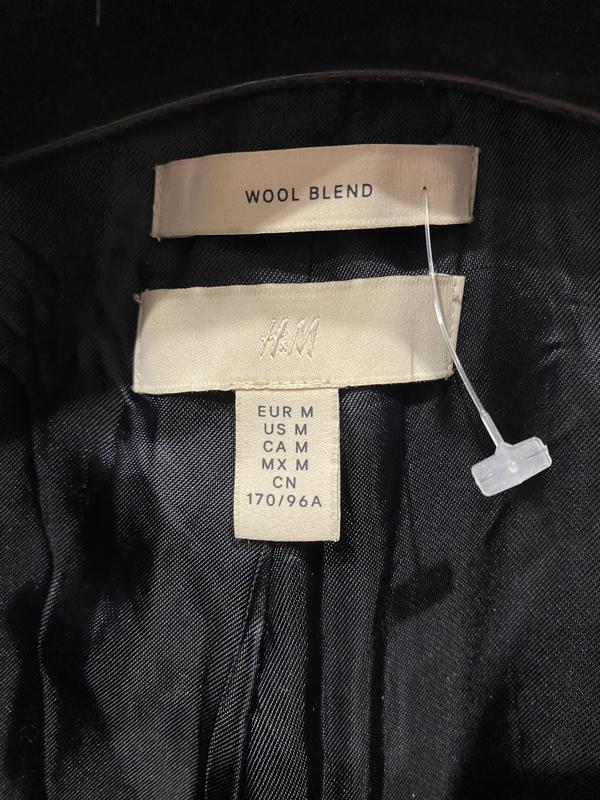 WOOL BLEND
H&M
EUR M
US M
CA M
MX M
CN
170/96A